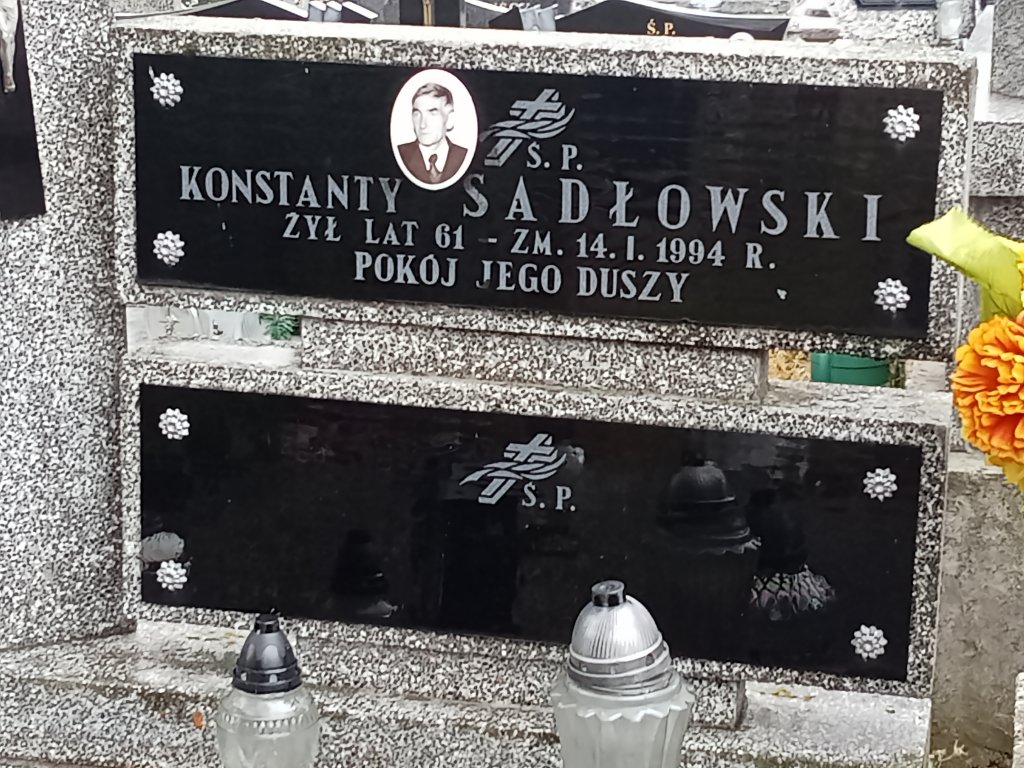 Ś.P.
Ś. P.
KONSTANTY SADŁOWSKI
ŻYŁ LAT 61 - ZM. 14. I. 1994 R.
POKÓJ JEGO DUSZY
Ś. P.